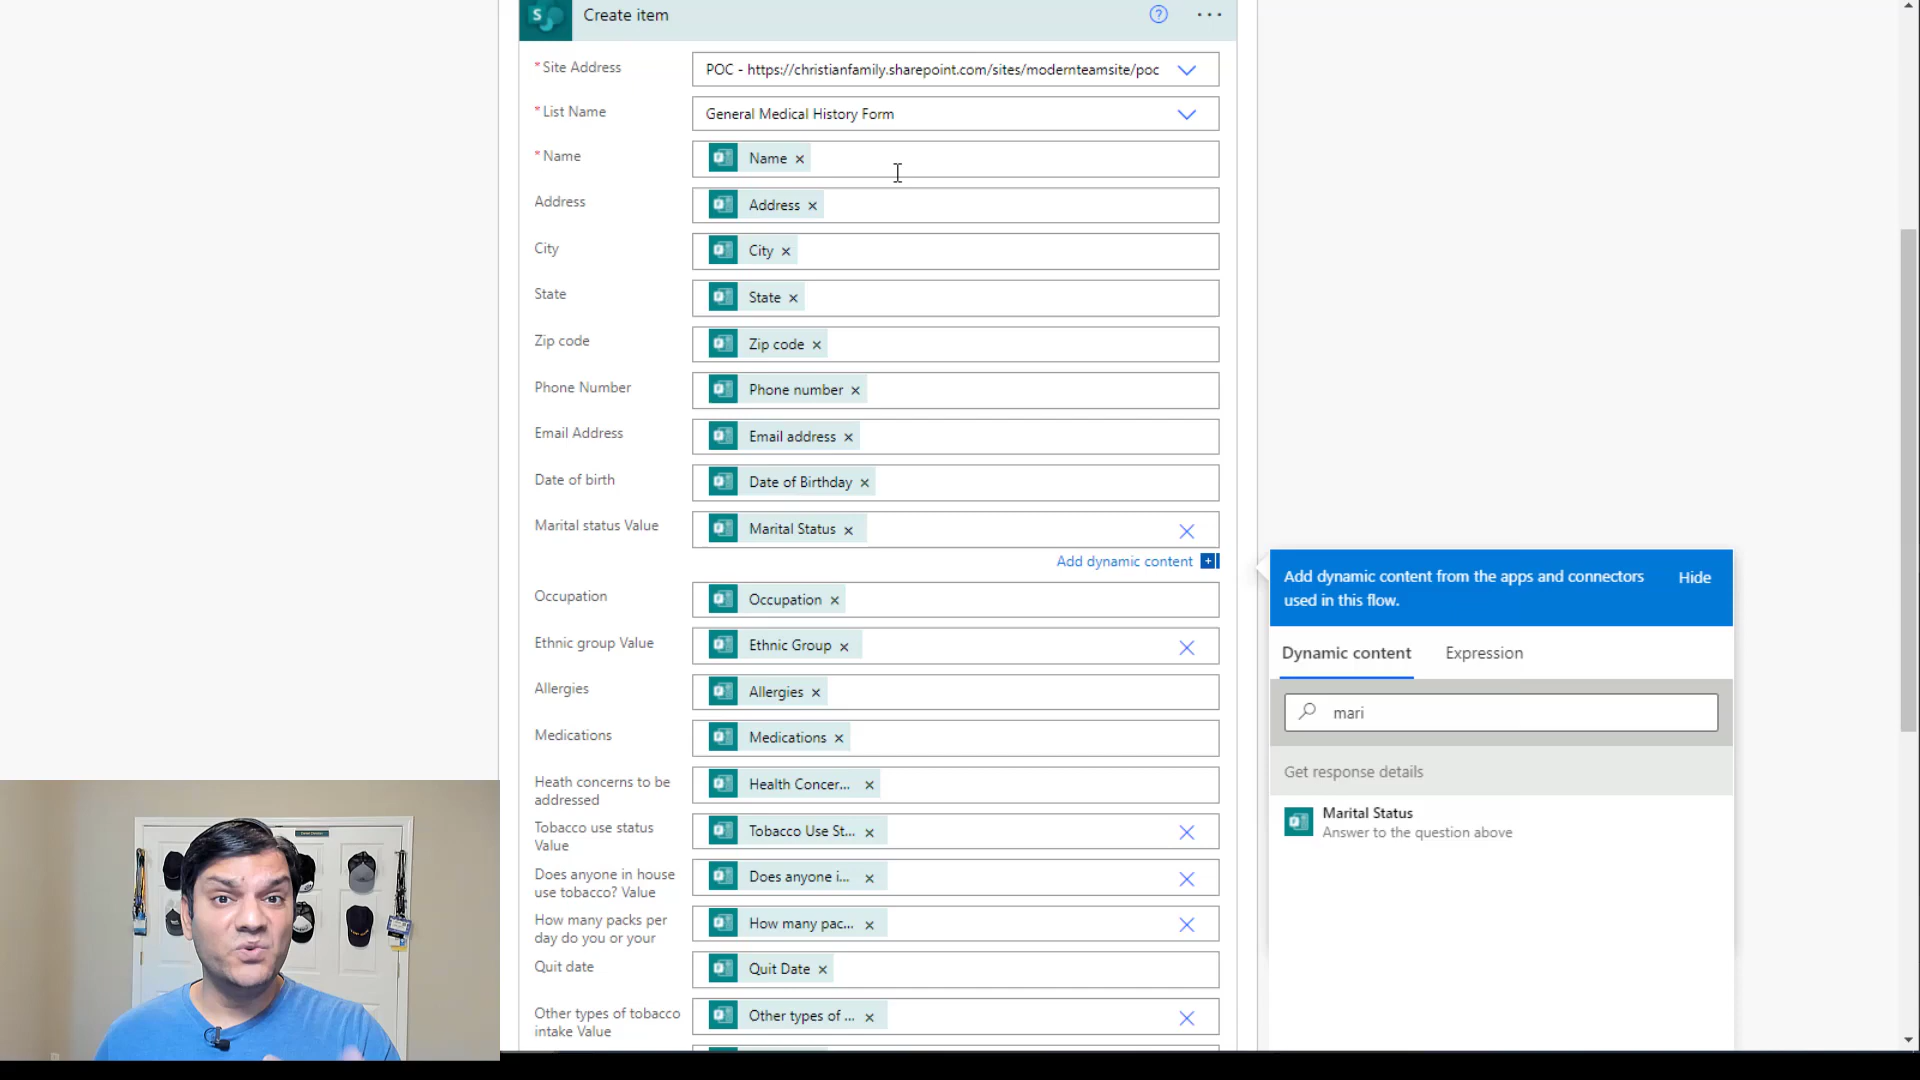 Create item
* Site Address
POC - https://christianfamily.sharepoint.com/sites/modernteamsite/poc
* List Name
General Medical History Form
* Name
Name ×
Address
Address ×
City
City ×
State
State ×
Zip code
Zip code ×
Phone Number
Phone number ×
Email Address
Email address ×
Date of birth
Date of Birthday ×
Marital status Value
Marital Status ×
Add dynamic content
Occupation
Occupation ×
Ethnic group Value
Ethnic Group ×
Allergies
Allergies ×
Medications
Medications ×
Heath concerns to be
addressed
Health Concer... ×
Tobacco use status
Value
Tobacco Use St... ×
Does anyone in house
use tobacco? Value
Does anyone i... ×
How many packs per
day do you or your
How many pac... ×
Quit date
Quit Date ×
Other types of tobacco
intake Value
Other types of ... ×
Add dynamic content from the apps and connectors
used in this flow.
Hide
Dynamic content
Expression
mari
Get response details
Marital Status
Answer to the question above